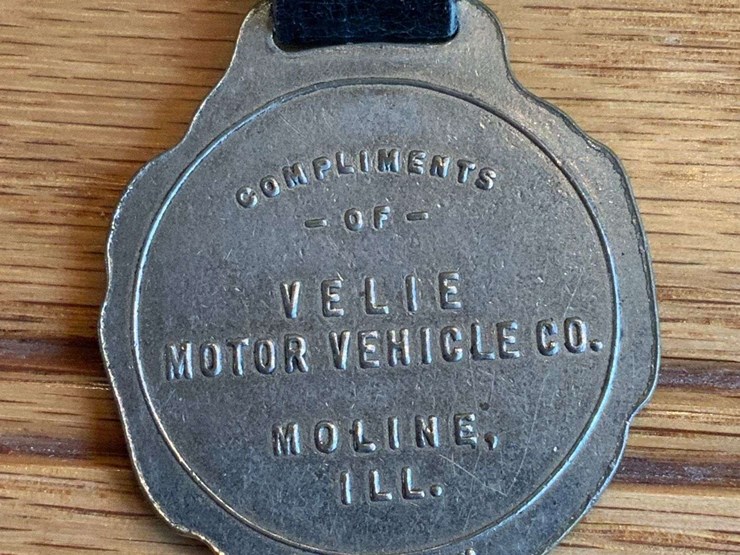 COMPLIMENTS
- OF -
VELIE
MOTOR VEHICLE CO.
MOLINE,
ILL.